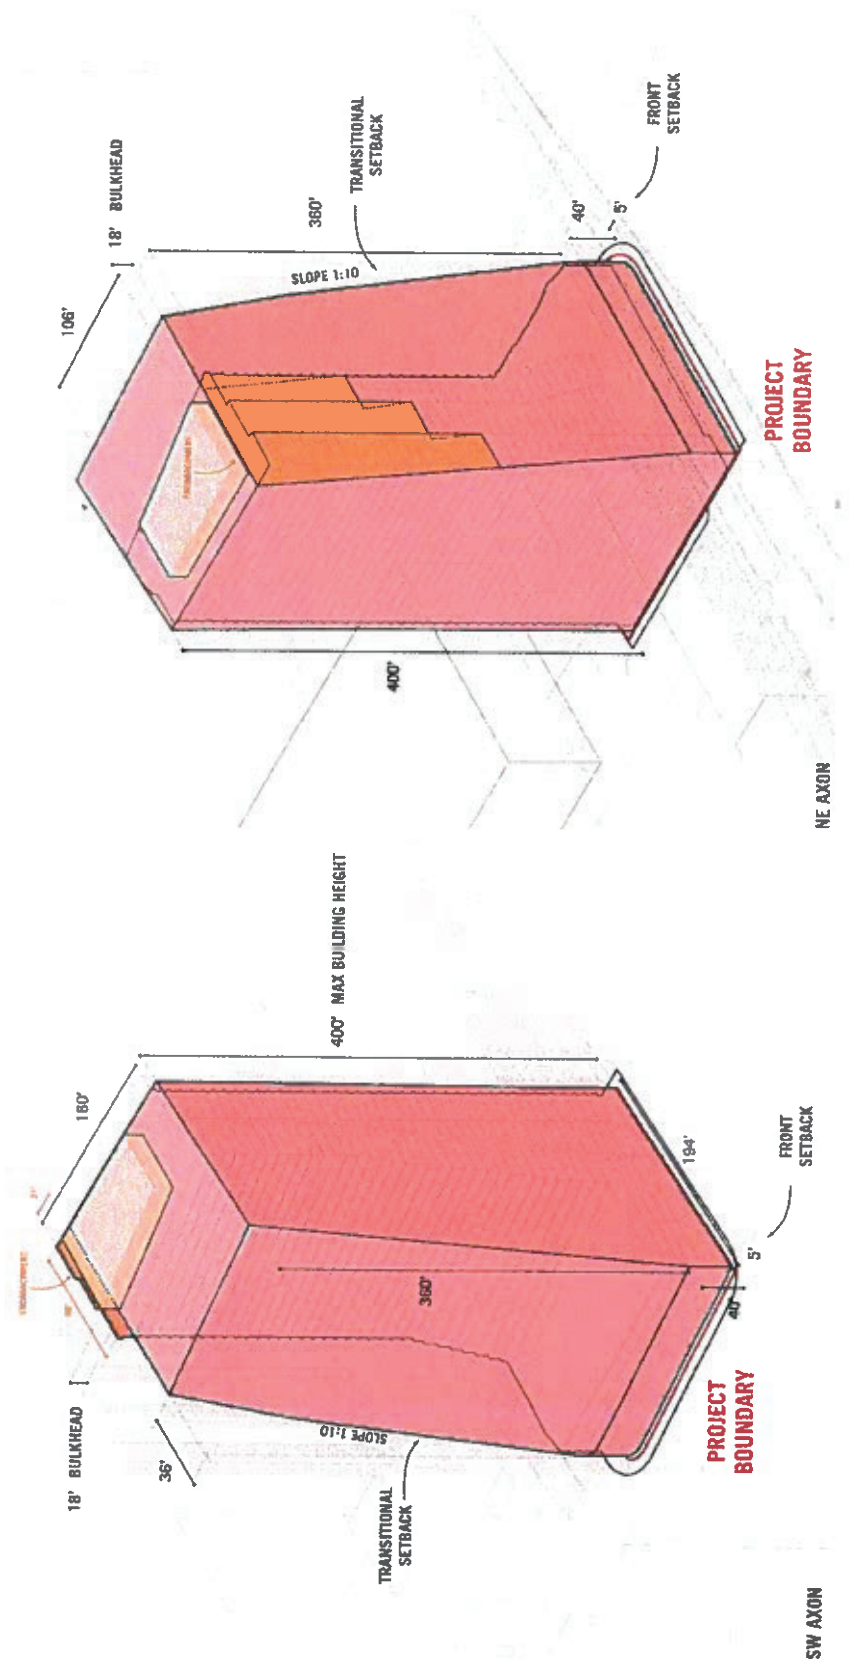 NE AXON
18' BULKHEAD
106'
360'
TRANSITIONAL
SETBACK
SLOPE 1:10
40'
5'
FRONT
SETBACK
400'
ENCROACHMENT
PROJECT
BOUNDARY
SW AXON
400' MAX BUILDING HEIGHT
160'
18' BULKHEAD
36'
ENCROACHMENT
SLOPE 1:10
TRANSITIONAL
SETBACK
360'
194'
40'
5'
FRONT
SETBACK
PROJECT
BOUNDARY